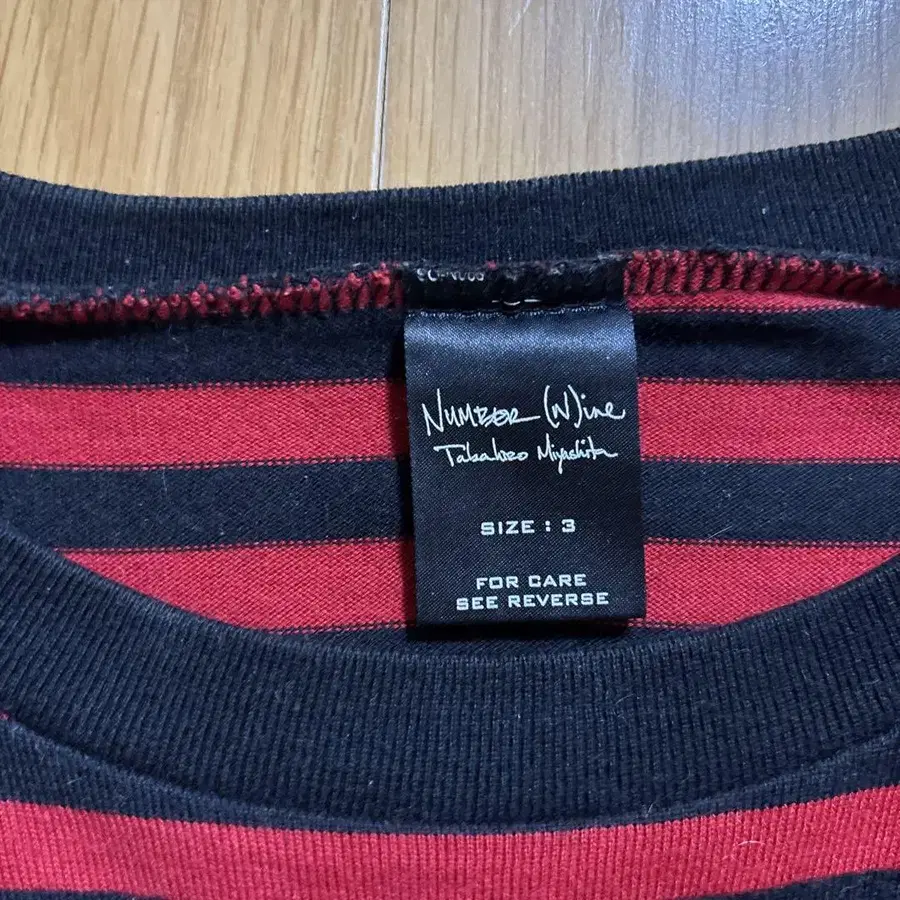 NUMBER (N)ine
Takahiro Miyashita
SIZE : 3
FOR CARE
SEE REVERSE